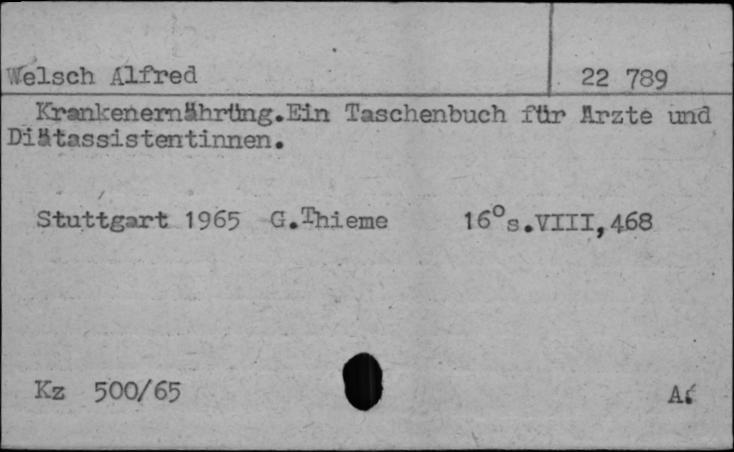 Welsch Alfred 22 789
Krankenernährüng.Ein Taschenbuch für Ärzte und
Diätassistentinnen.
Stuttgart 1965 G.Thieme 16°s.VIII,468
Kz 500/65 A